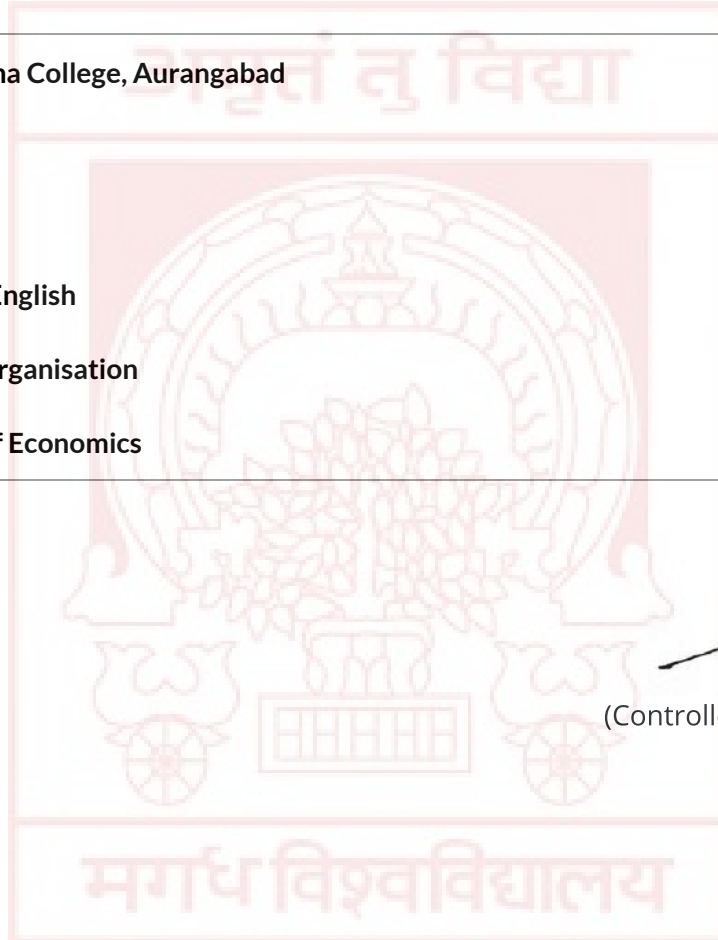 अमृतं तु विद्या
na College, Aurangabad
English
rganisation
f Economics
(Controll
मगध विश्वविद्यालय